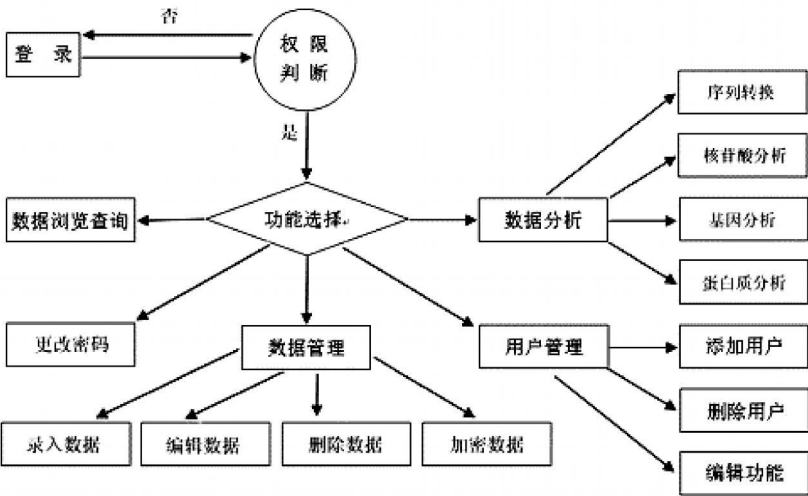 否
登 录
权 限
判 断
是
序列转换
核苷酸分析
数据浏览查询
功能选择
数据分析
基因分析
蛋白质分析
更改密码
数据管理
用户管理
添加用户
删除用户
录入数据
编辑数据
删除数据
加密数据
编辑功能